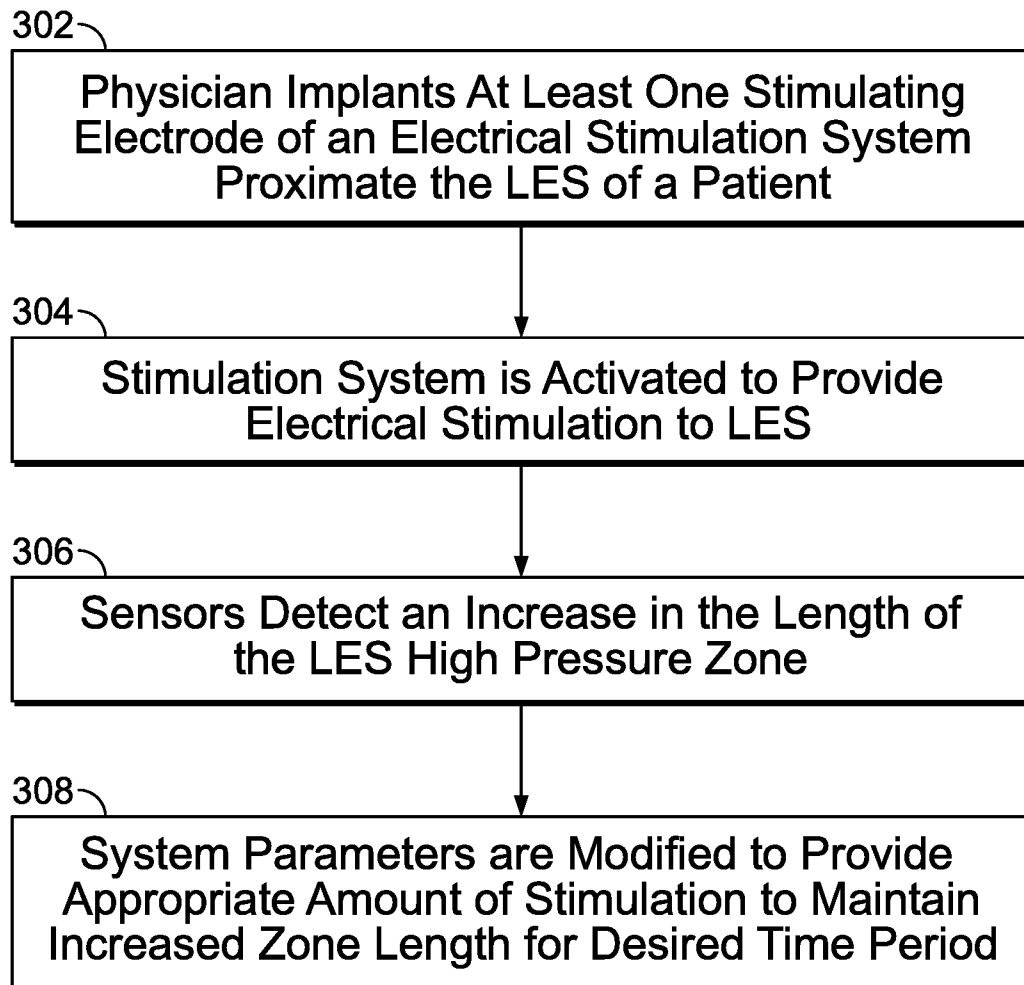 302
Physician Implants At Least One Stimulating
Electrode of an Electrical Stimulation System
Proximate the LES of a Patient
304
Stimulation System is Activated to Provide
Electrical Stimulation to LES
306
Sensors Detect an Increase in the Length of
the LES High Pressure Zone
308
System Parameters are Modified to Provide
Appropriate Amount of Stimulation to Maintain
Increased Zone Length for Desired Time Period